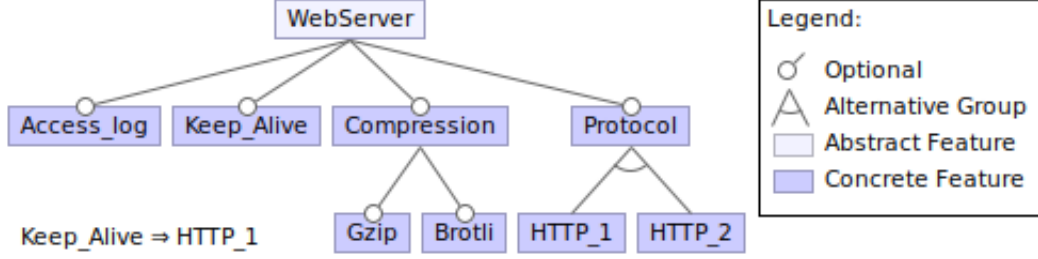 WebServer
Access_log Keep_Alive Compression Protocol
Gzip Brotli HTTP_1 HTTP_2
Keep_Alive ⇒ HTTP_1
Legend:
Optional
Alternative Group
Abstract Feature
Concrete Feature